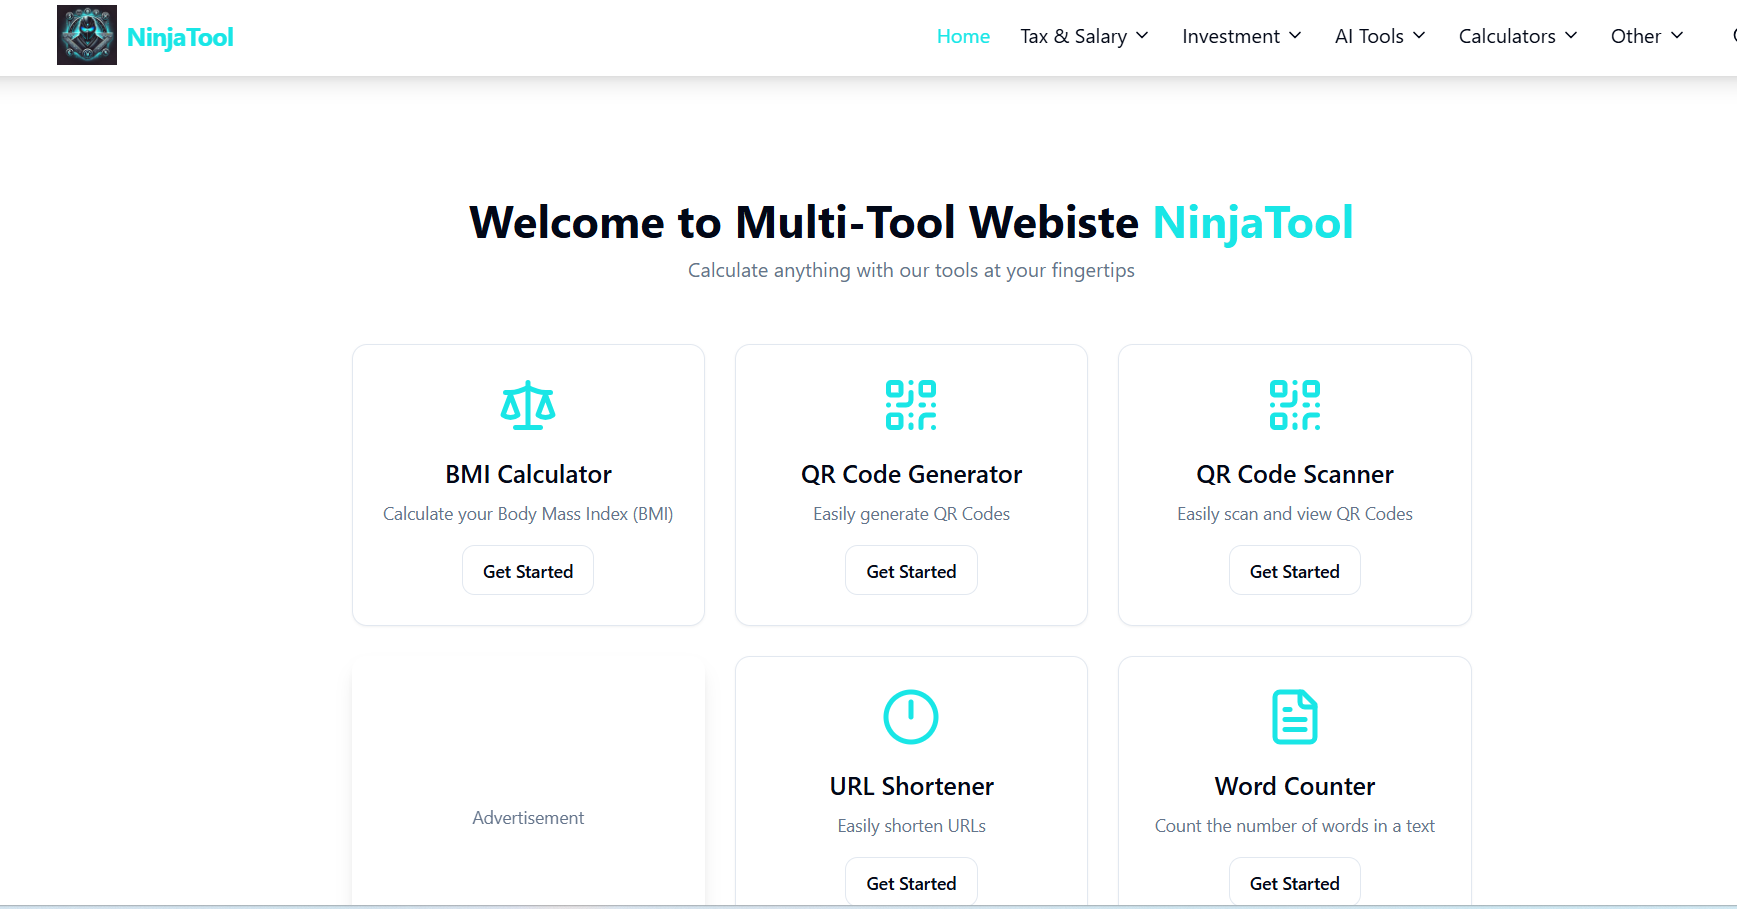 NinjaTool
Home Tax & Salary Investment AI Tools Calculators Other
Welcome to Multi-Tool Webiste NinjaTool
Calculate anything with our tools at your fingertips
BMI Calculator
Calculate your Body Mass Index (BMI)
Get Started
QR Code Generator
Easily generate QR Codes
Get Started
QR Code Scanner
Easily scan and view QR Codes
Get Started
Advertisement
URL Shortener
Easily shorten URLs
Get Started
Word Counter
Count the number of words in a text
Get Started